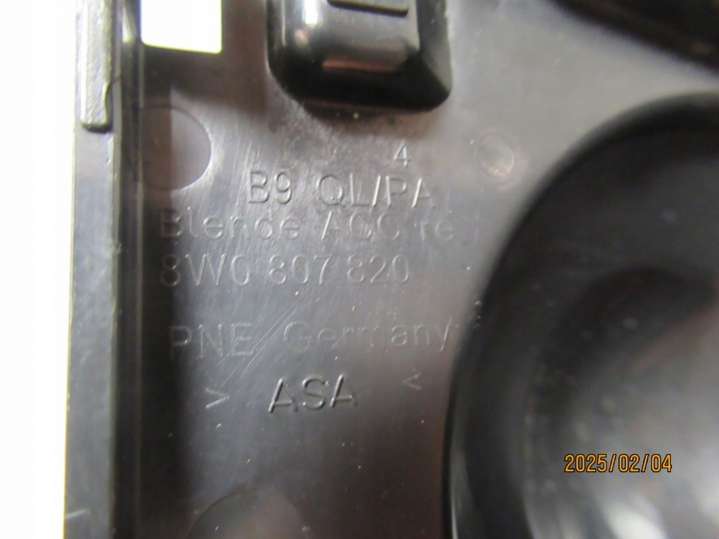 4
B9 QL/PA
Blende ACC re
8W0 807 820
PNE Germany
> ASA <
2025/02/04